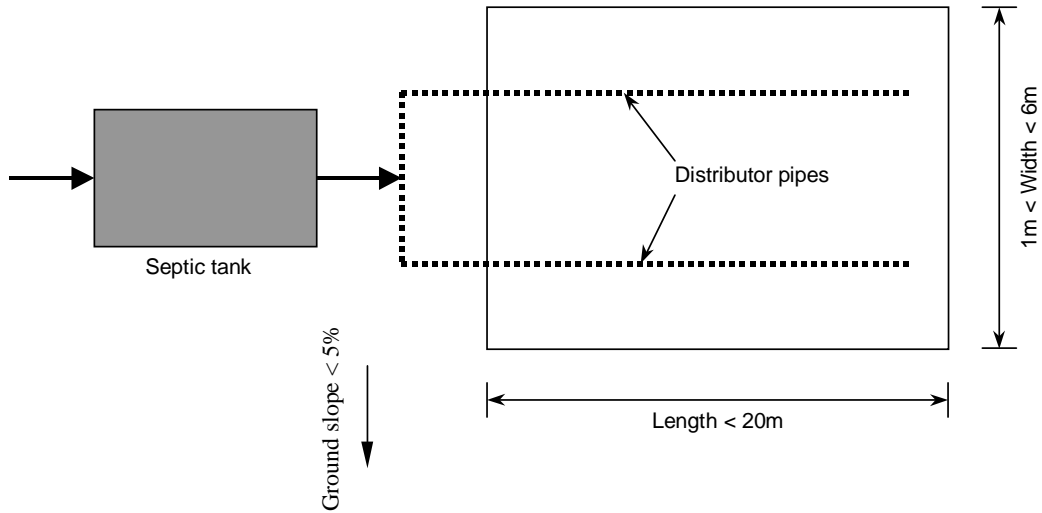 Distributor pipes
1m < Width < 6m
Septic tank
Ground slope < 5%
Length < 20m